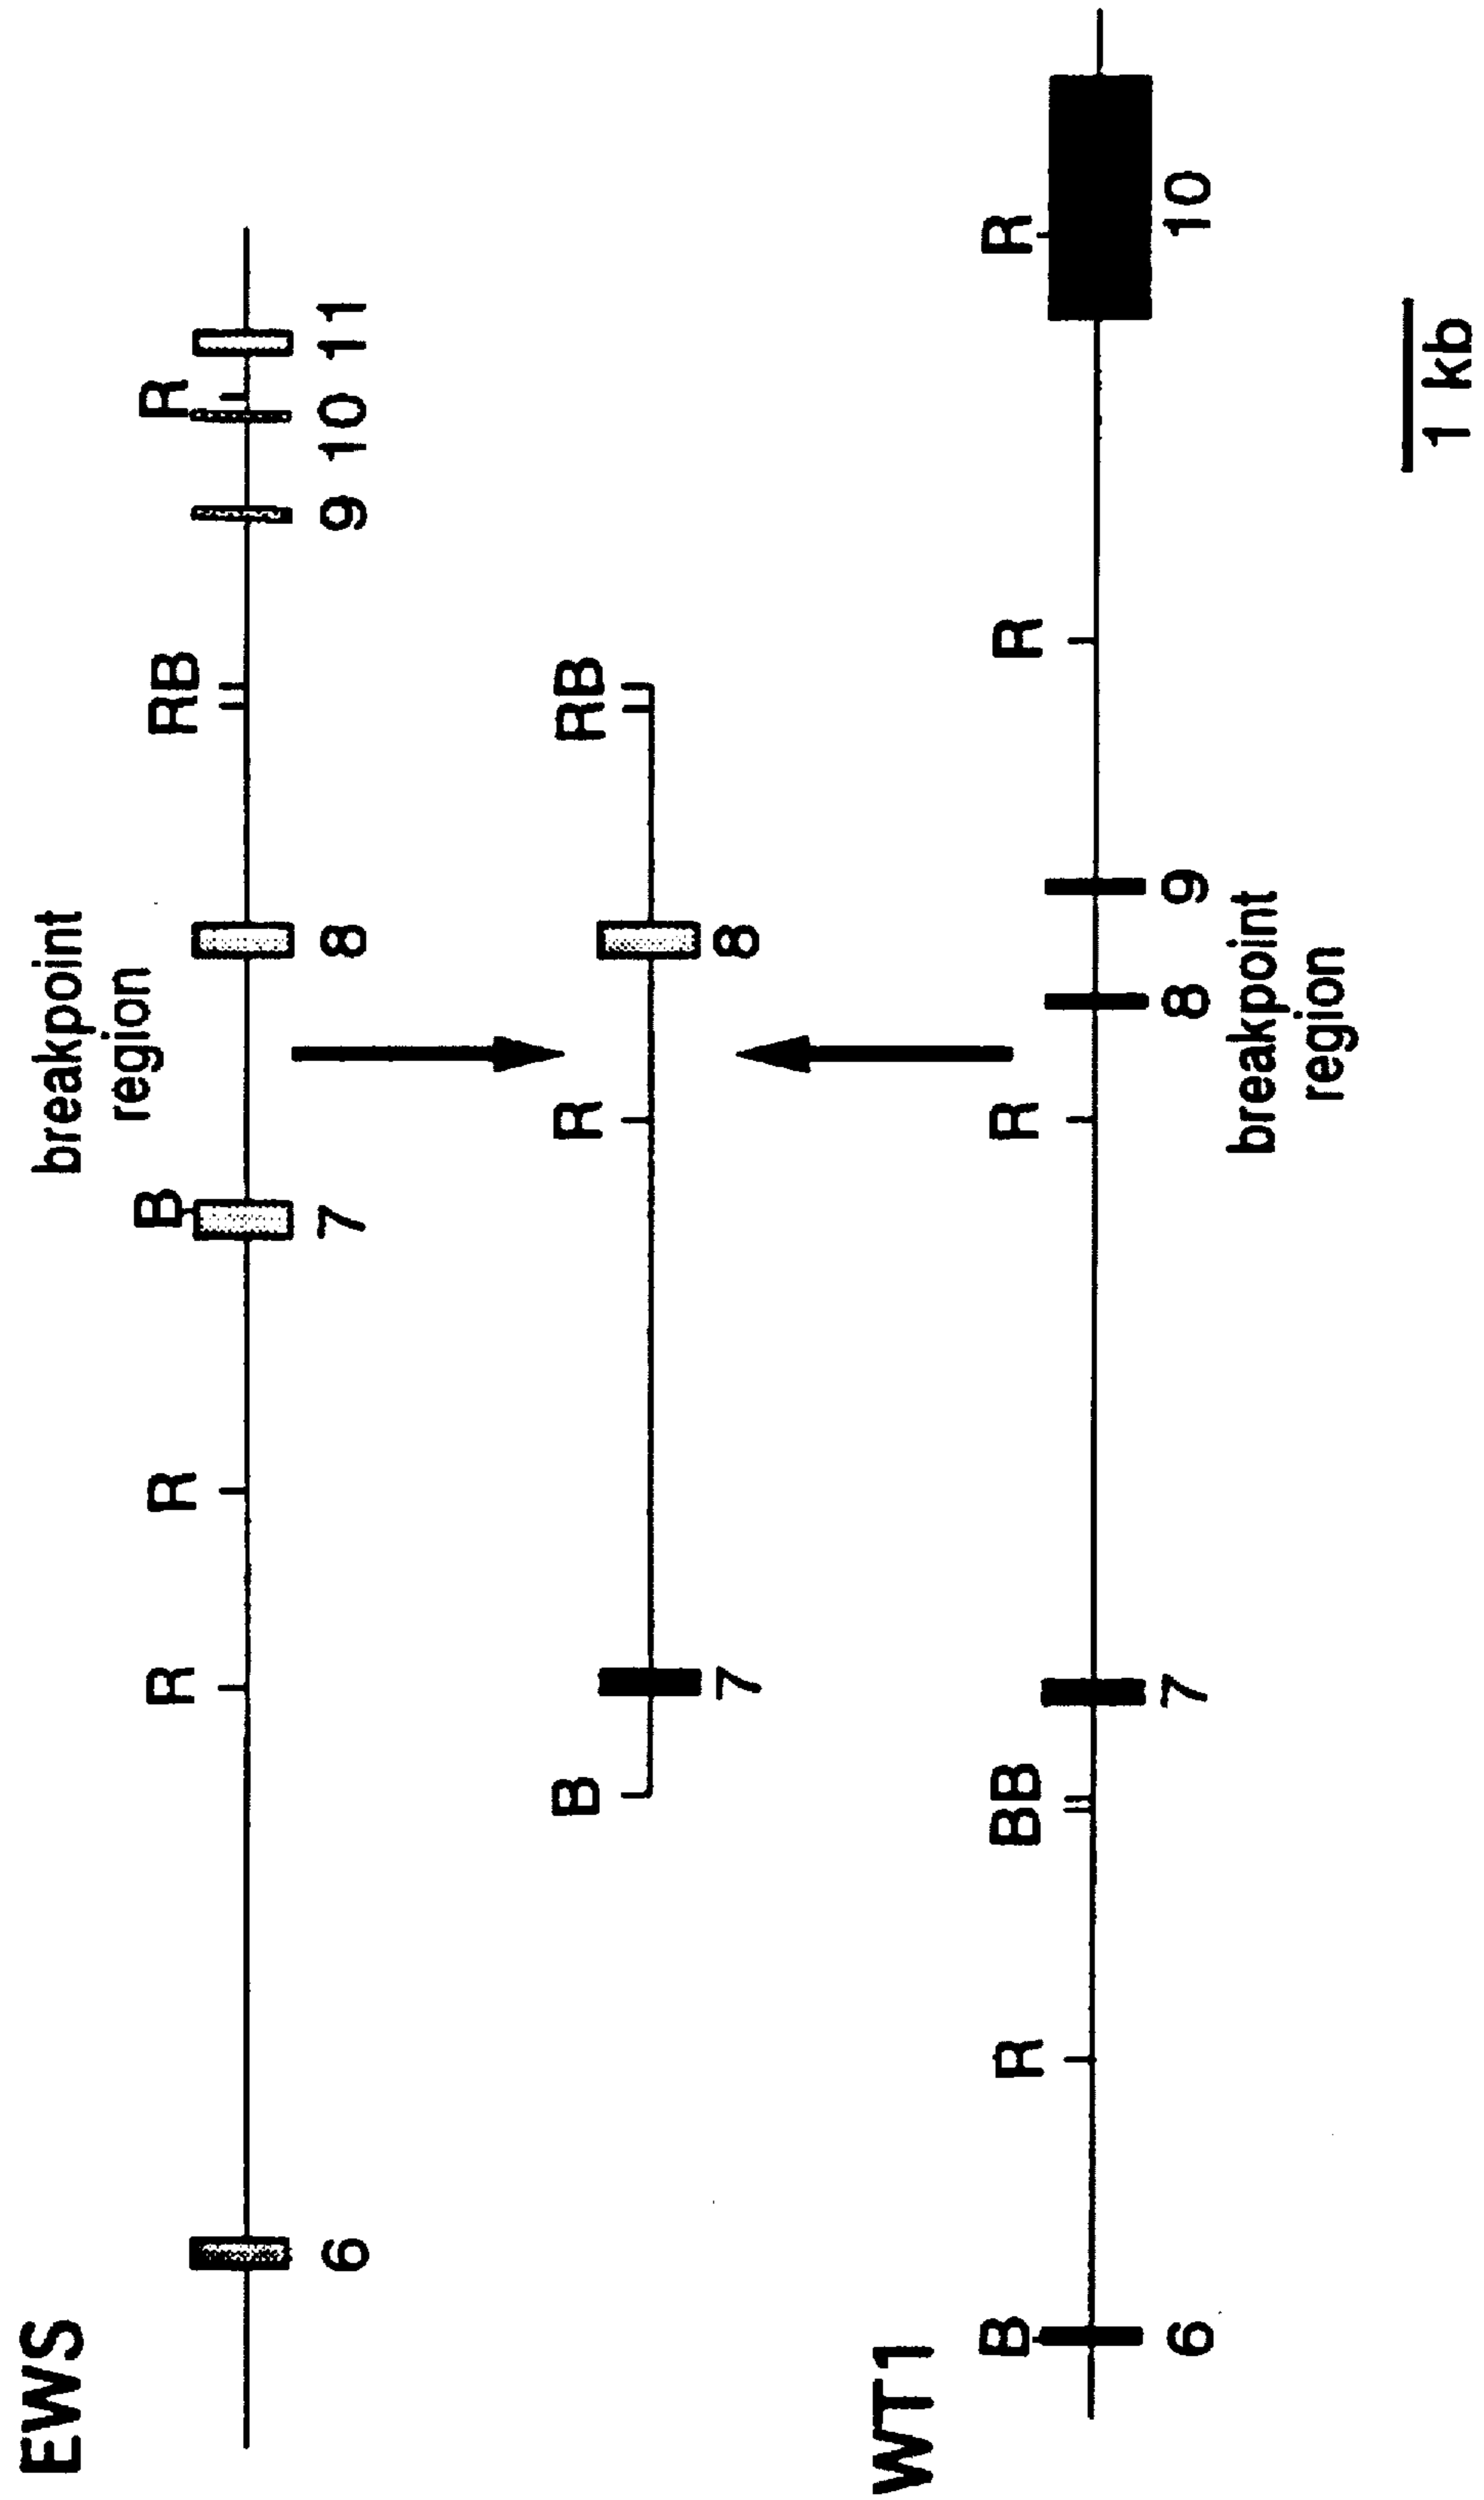 EWS
breakpoint
region
R R B RB R
6 7 8 9 10 11
B R RB
7 8
WT1
B R BB R R R
6 7 8 9 10
breakpoint
region
1 kb